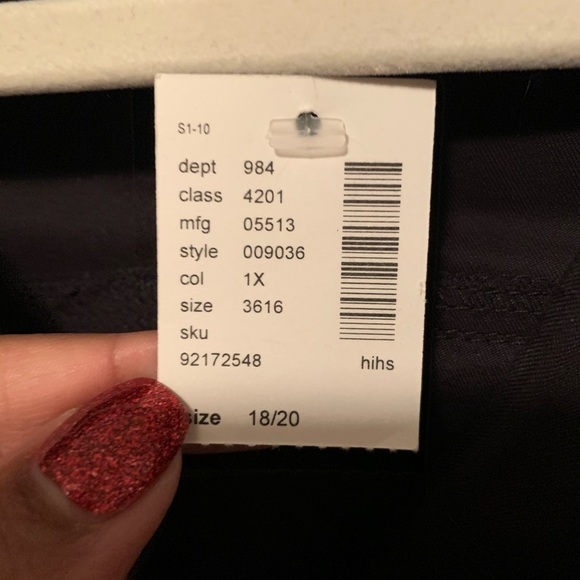 S1-10
dept 984
class 4201
mfg 05513
style 009036
col 1X
size 3616
sku
92172548 hihs
size 18/20